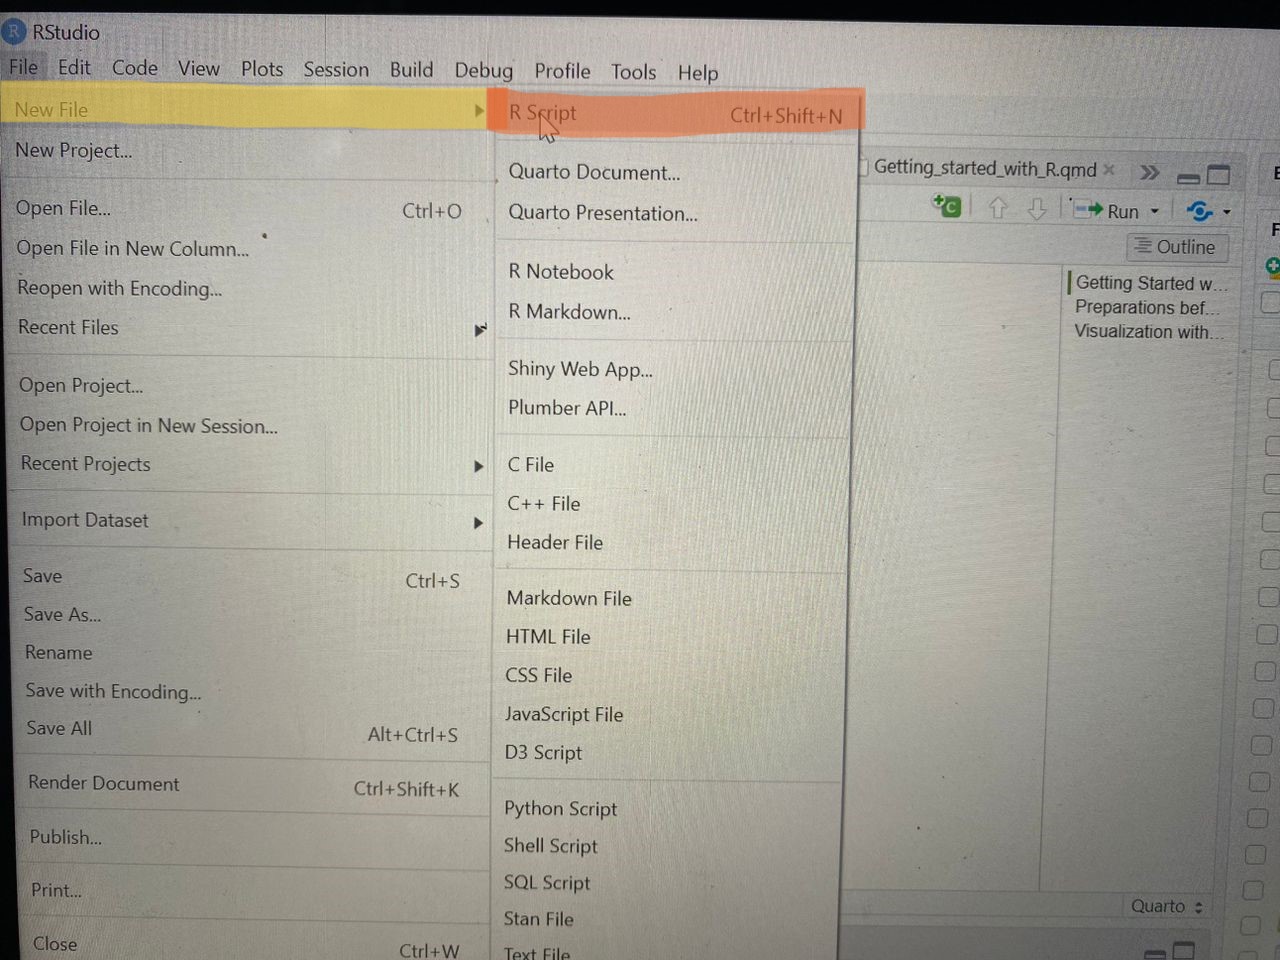 RStudio
File Edit Code View Plots Session Build Debug Profile Tools Help
New File
New Project...
Open File... Ctrl+O
Open File in New Column...
Reopen with Encoding...
Recent Files
Open Project...
Open Project in New Session...
Recent Projects
Import Dataset
Save Ctrl+S
Save As...
Rename
Save with Encoding...
Save All Alt+Ctrl+S
Render Document Ctrl+Shift+K
Publish...
Print...
Close Ctrl+W
R Script Ctrl+Shift+N
Quarto Document...
Quarto Presentation...
R Notebook
R Markdown...
Shiny Web App...
Plumber API...
C File
C++ File
Header File
Markdown File
HTML File
CSS File
JavaScript File
D3 Script
Python Script
Shell Script
SQL Script
Stan File
Text File
Getting_started_with_R.qmd
Run
Outline
Getting Started w...
Preparations bef...
Visualization with...
Quarto